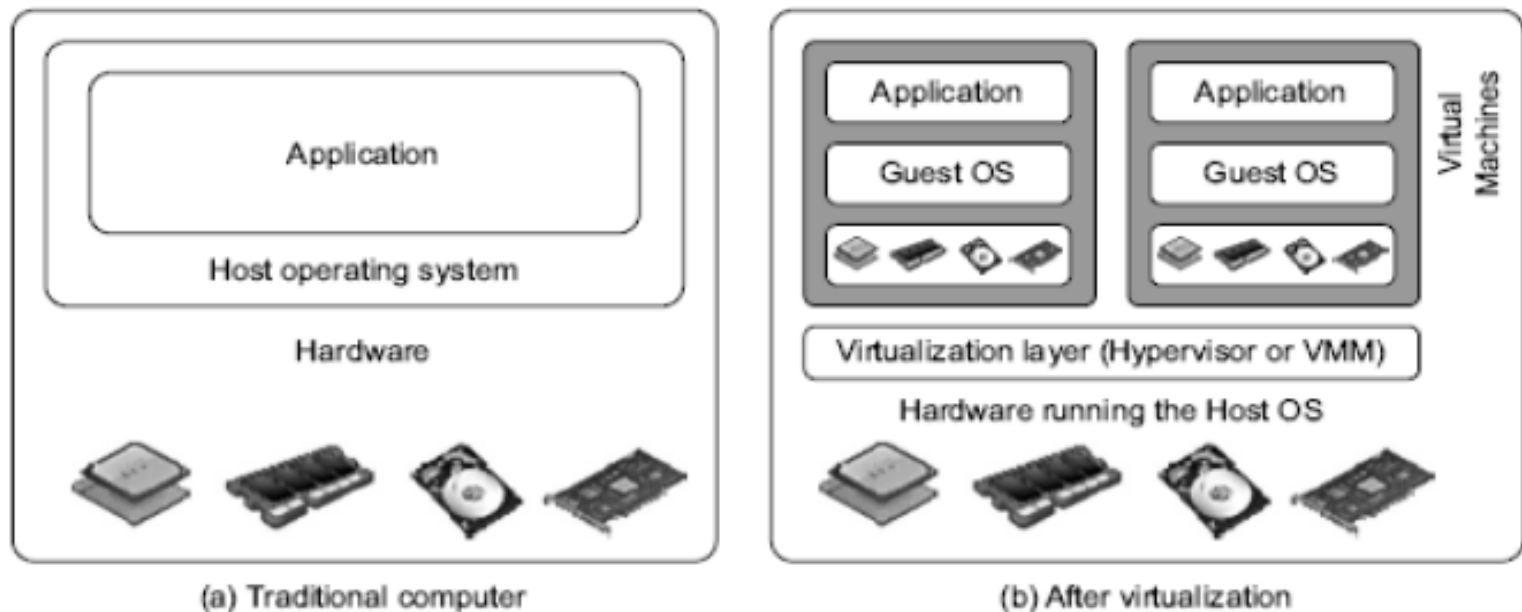 Application
Host operating system
Hardware
(a) Traditional computer
Application
Guest OS
Application
Guest OS
Virtual
Machines
Virtualization layer (Hypervisor or VMM)
Hardware running the Host OS
(b) After virtualization